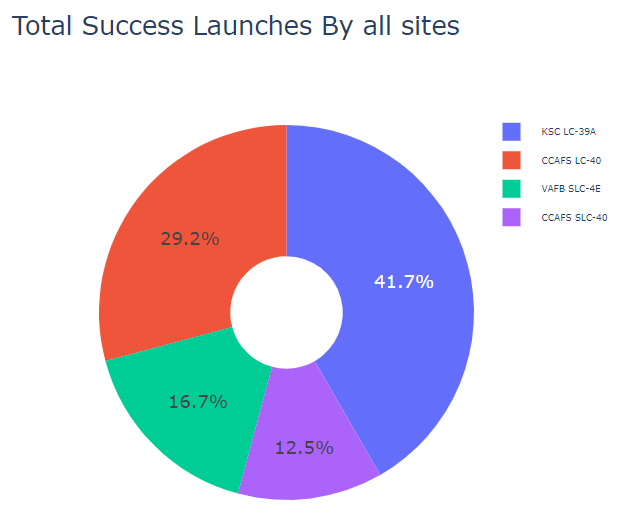 Total Success Launches By all sites
KSC LC-39A
CCAFS LC-40
VAFB SLC-4E
CCAFS SLC-40
29.2%
41.7%
16.7%
12.5%